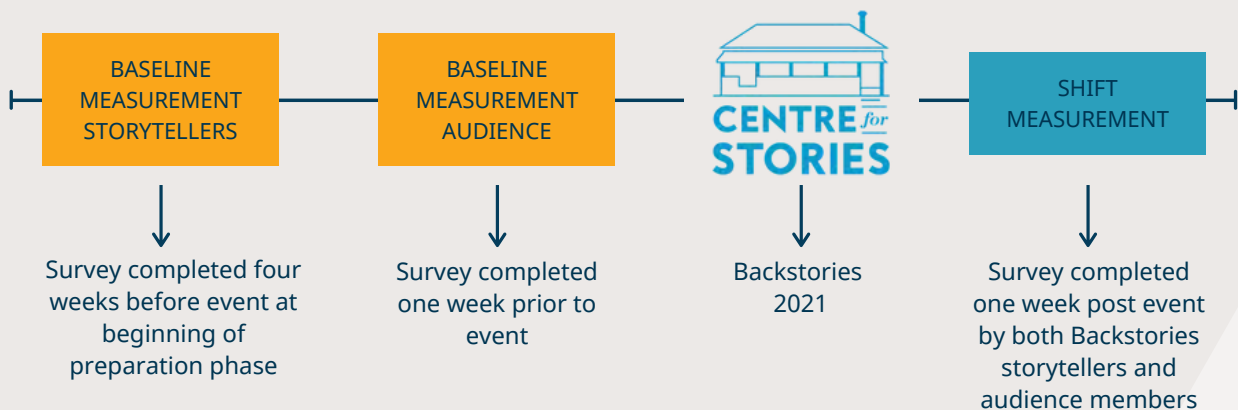 BASELINE
MEASUREMENT
STORYTELLERS
Survey completed four
weeks before event at
beginning of
preparation phase
BASELINE
MEASUREMENT
AUDIENCE
Survey completed
one week prior to
event
CENTRE for
STORIES
Backstories
2021
SHIFT
MEASUREMENT
Survey completed
one week post event
by both Backstories
storytellers and
audience members